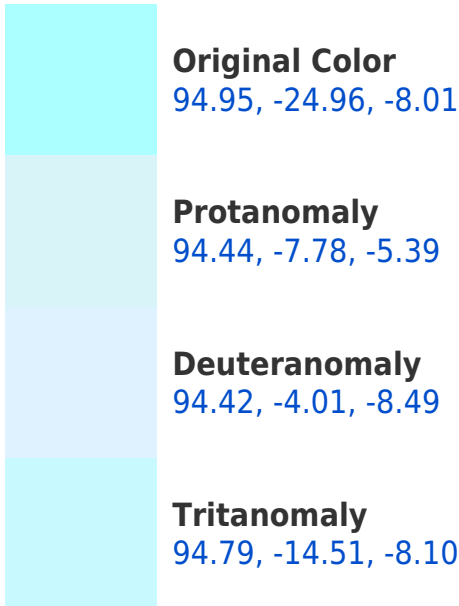 Original Color
94.95, -24.96, -8.01
Protanomaly
94.44, -7.78, -5.39
Deuteranomaly
94.42, -4.01, -8.49
Tritanomaly
94.79, -14.51, -8.10